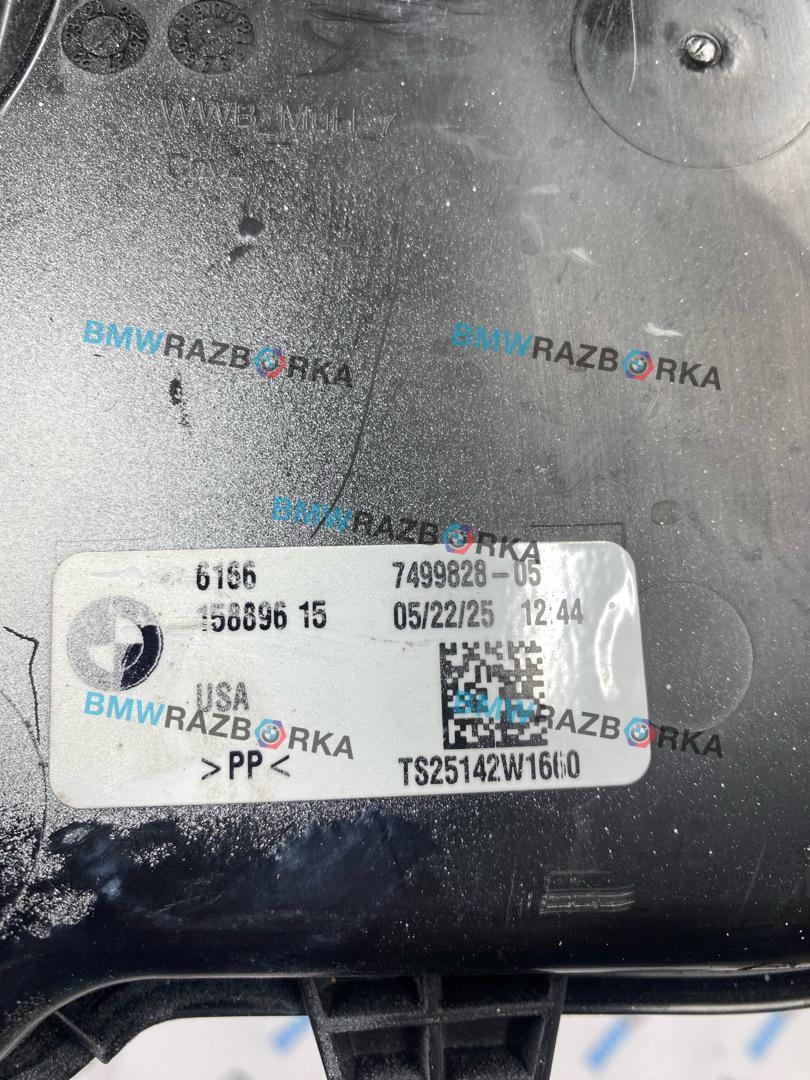 WWB_Mull_7
BMWRAZBORKA
BMWRAZBORKA
BMWRAZBORKA
6166 7499828-05
158896 15 05/22/25 12:44
USA
BMWRAZBORKA
BMWRAZBORKA
>PP< TS25142W1660